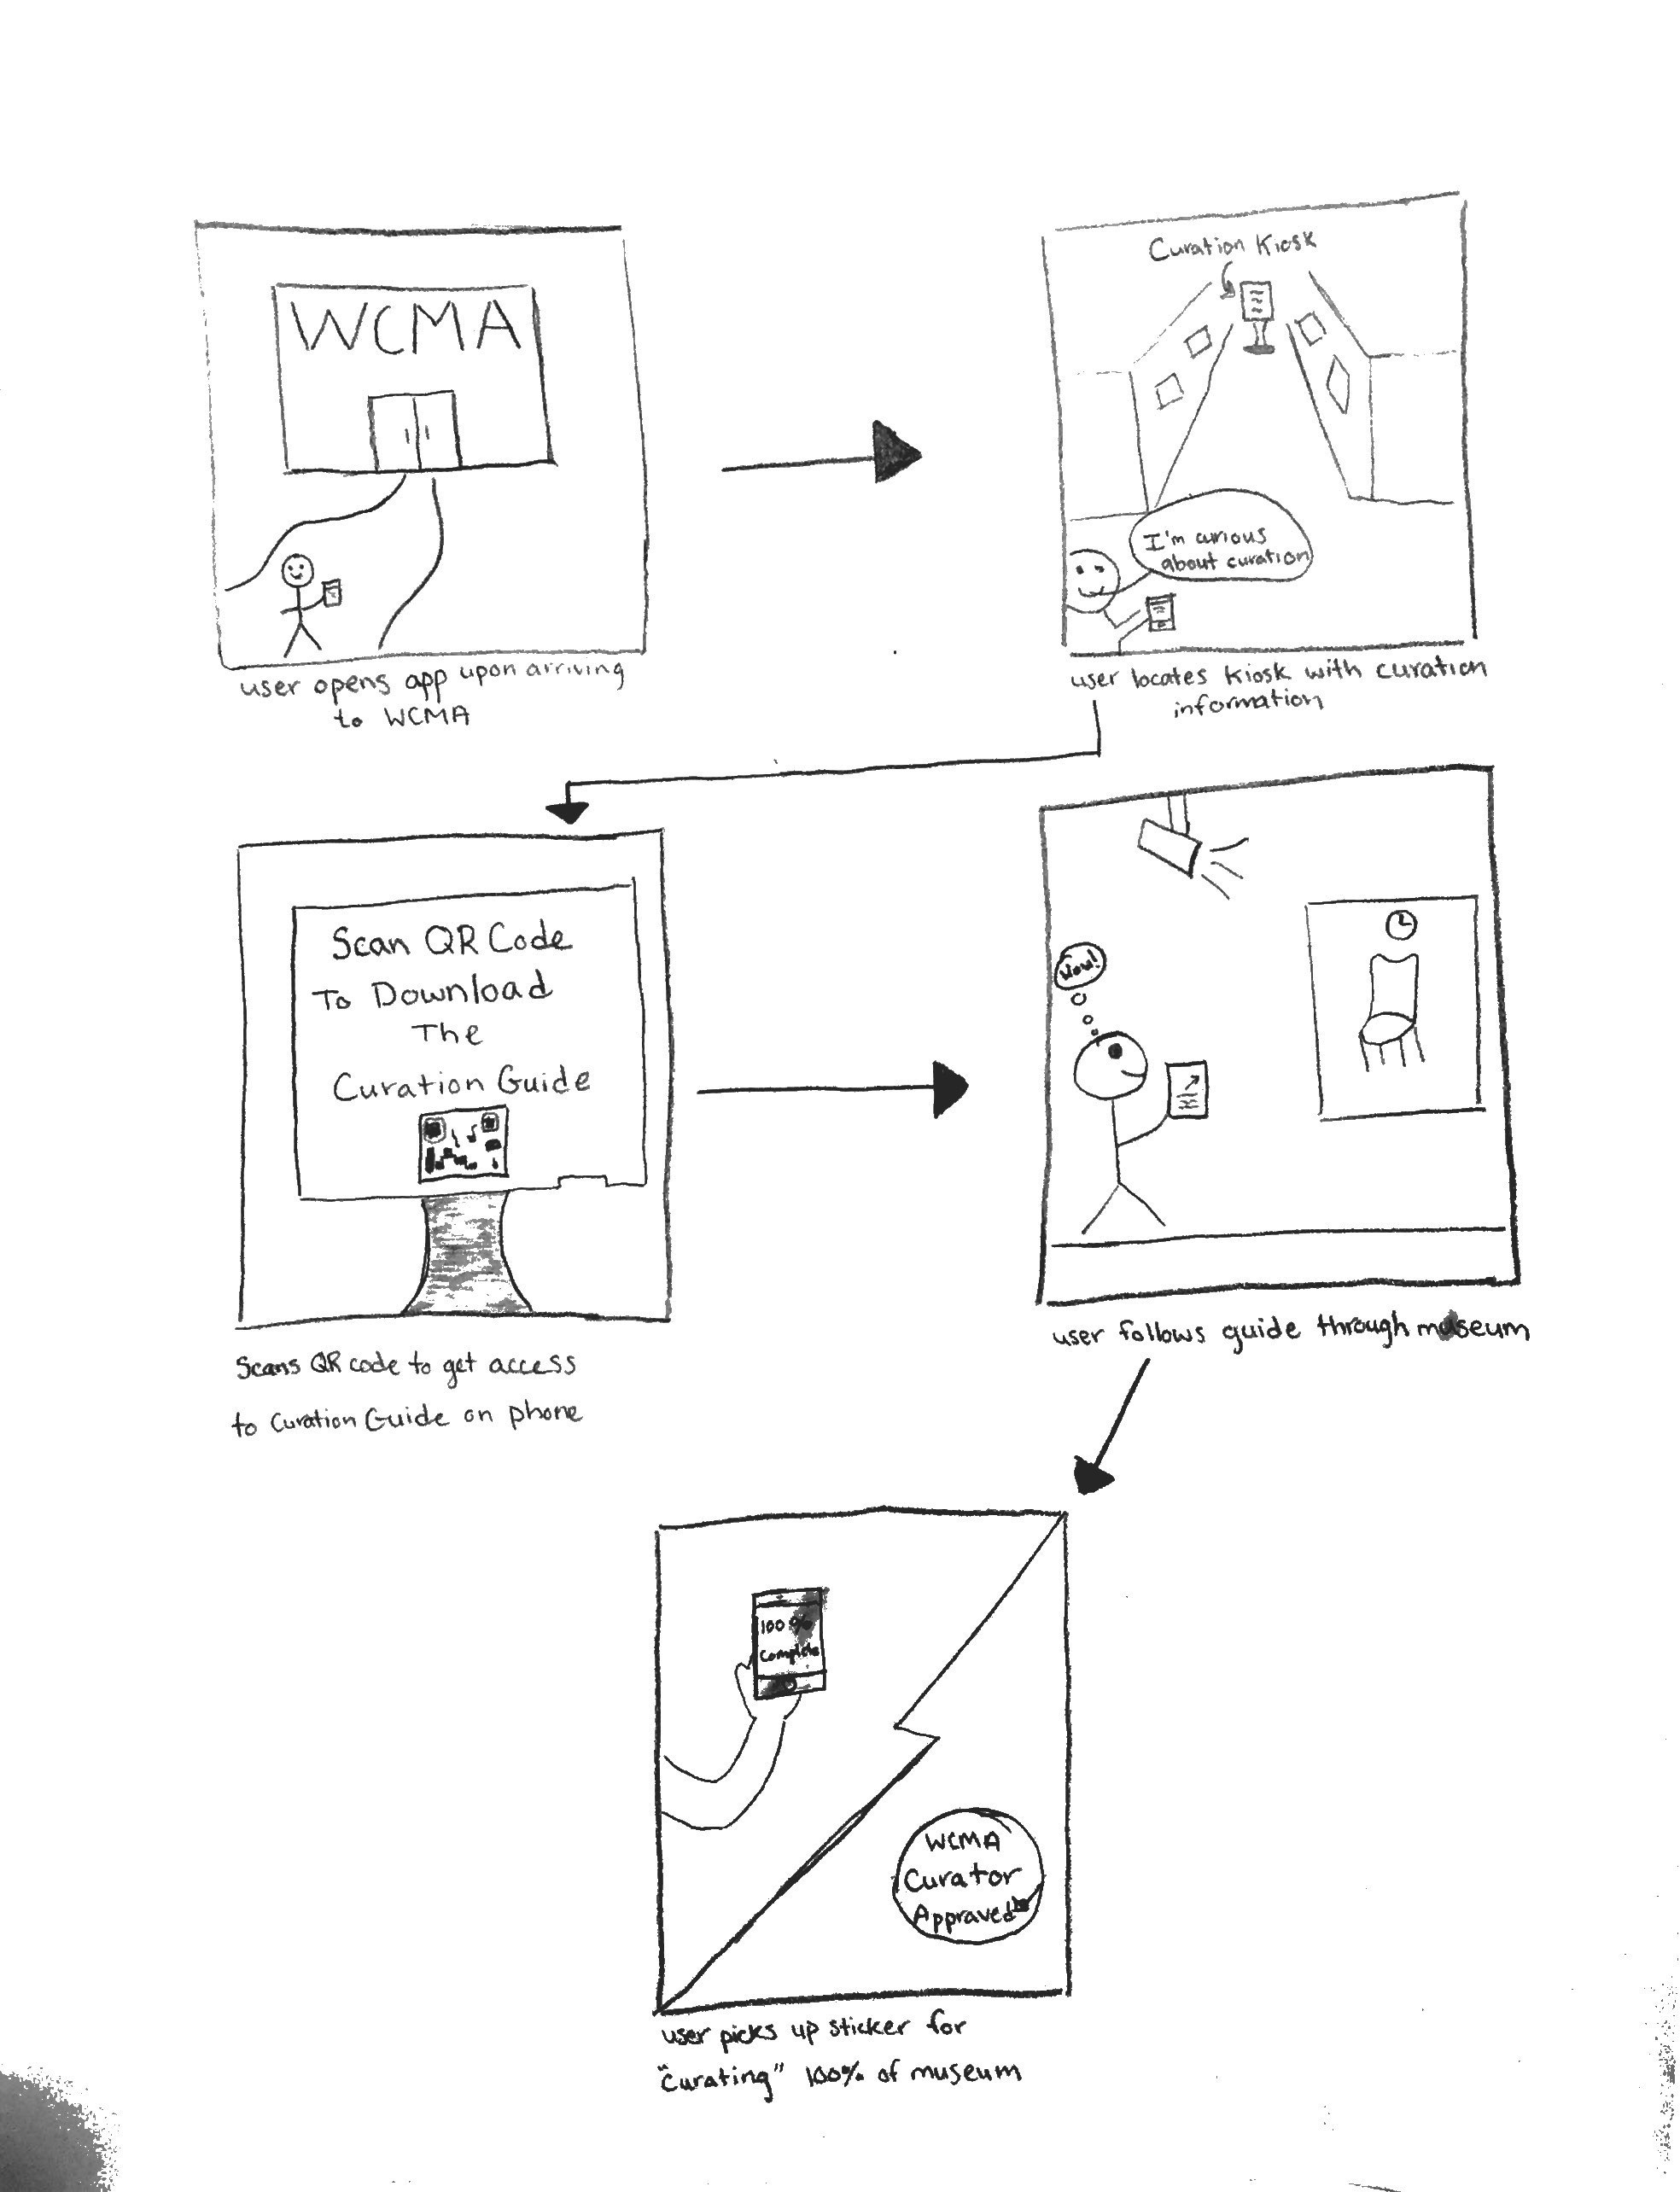 WCMA
user opens app upon arriving
to WCMA
Curation Kiosk
I'm curious
about curation
user locates Kiosk with curation
information
Scan QR Code
To Download
The
Curation Guide
Scans QR code to get access
to Curation Guide on phone
Wow!
user follows guide through museum
100%
Complete
WCMA
Curator
Approved
user picks up sticker for
"Curating" 100% of museum